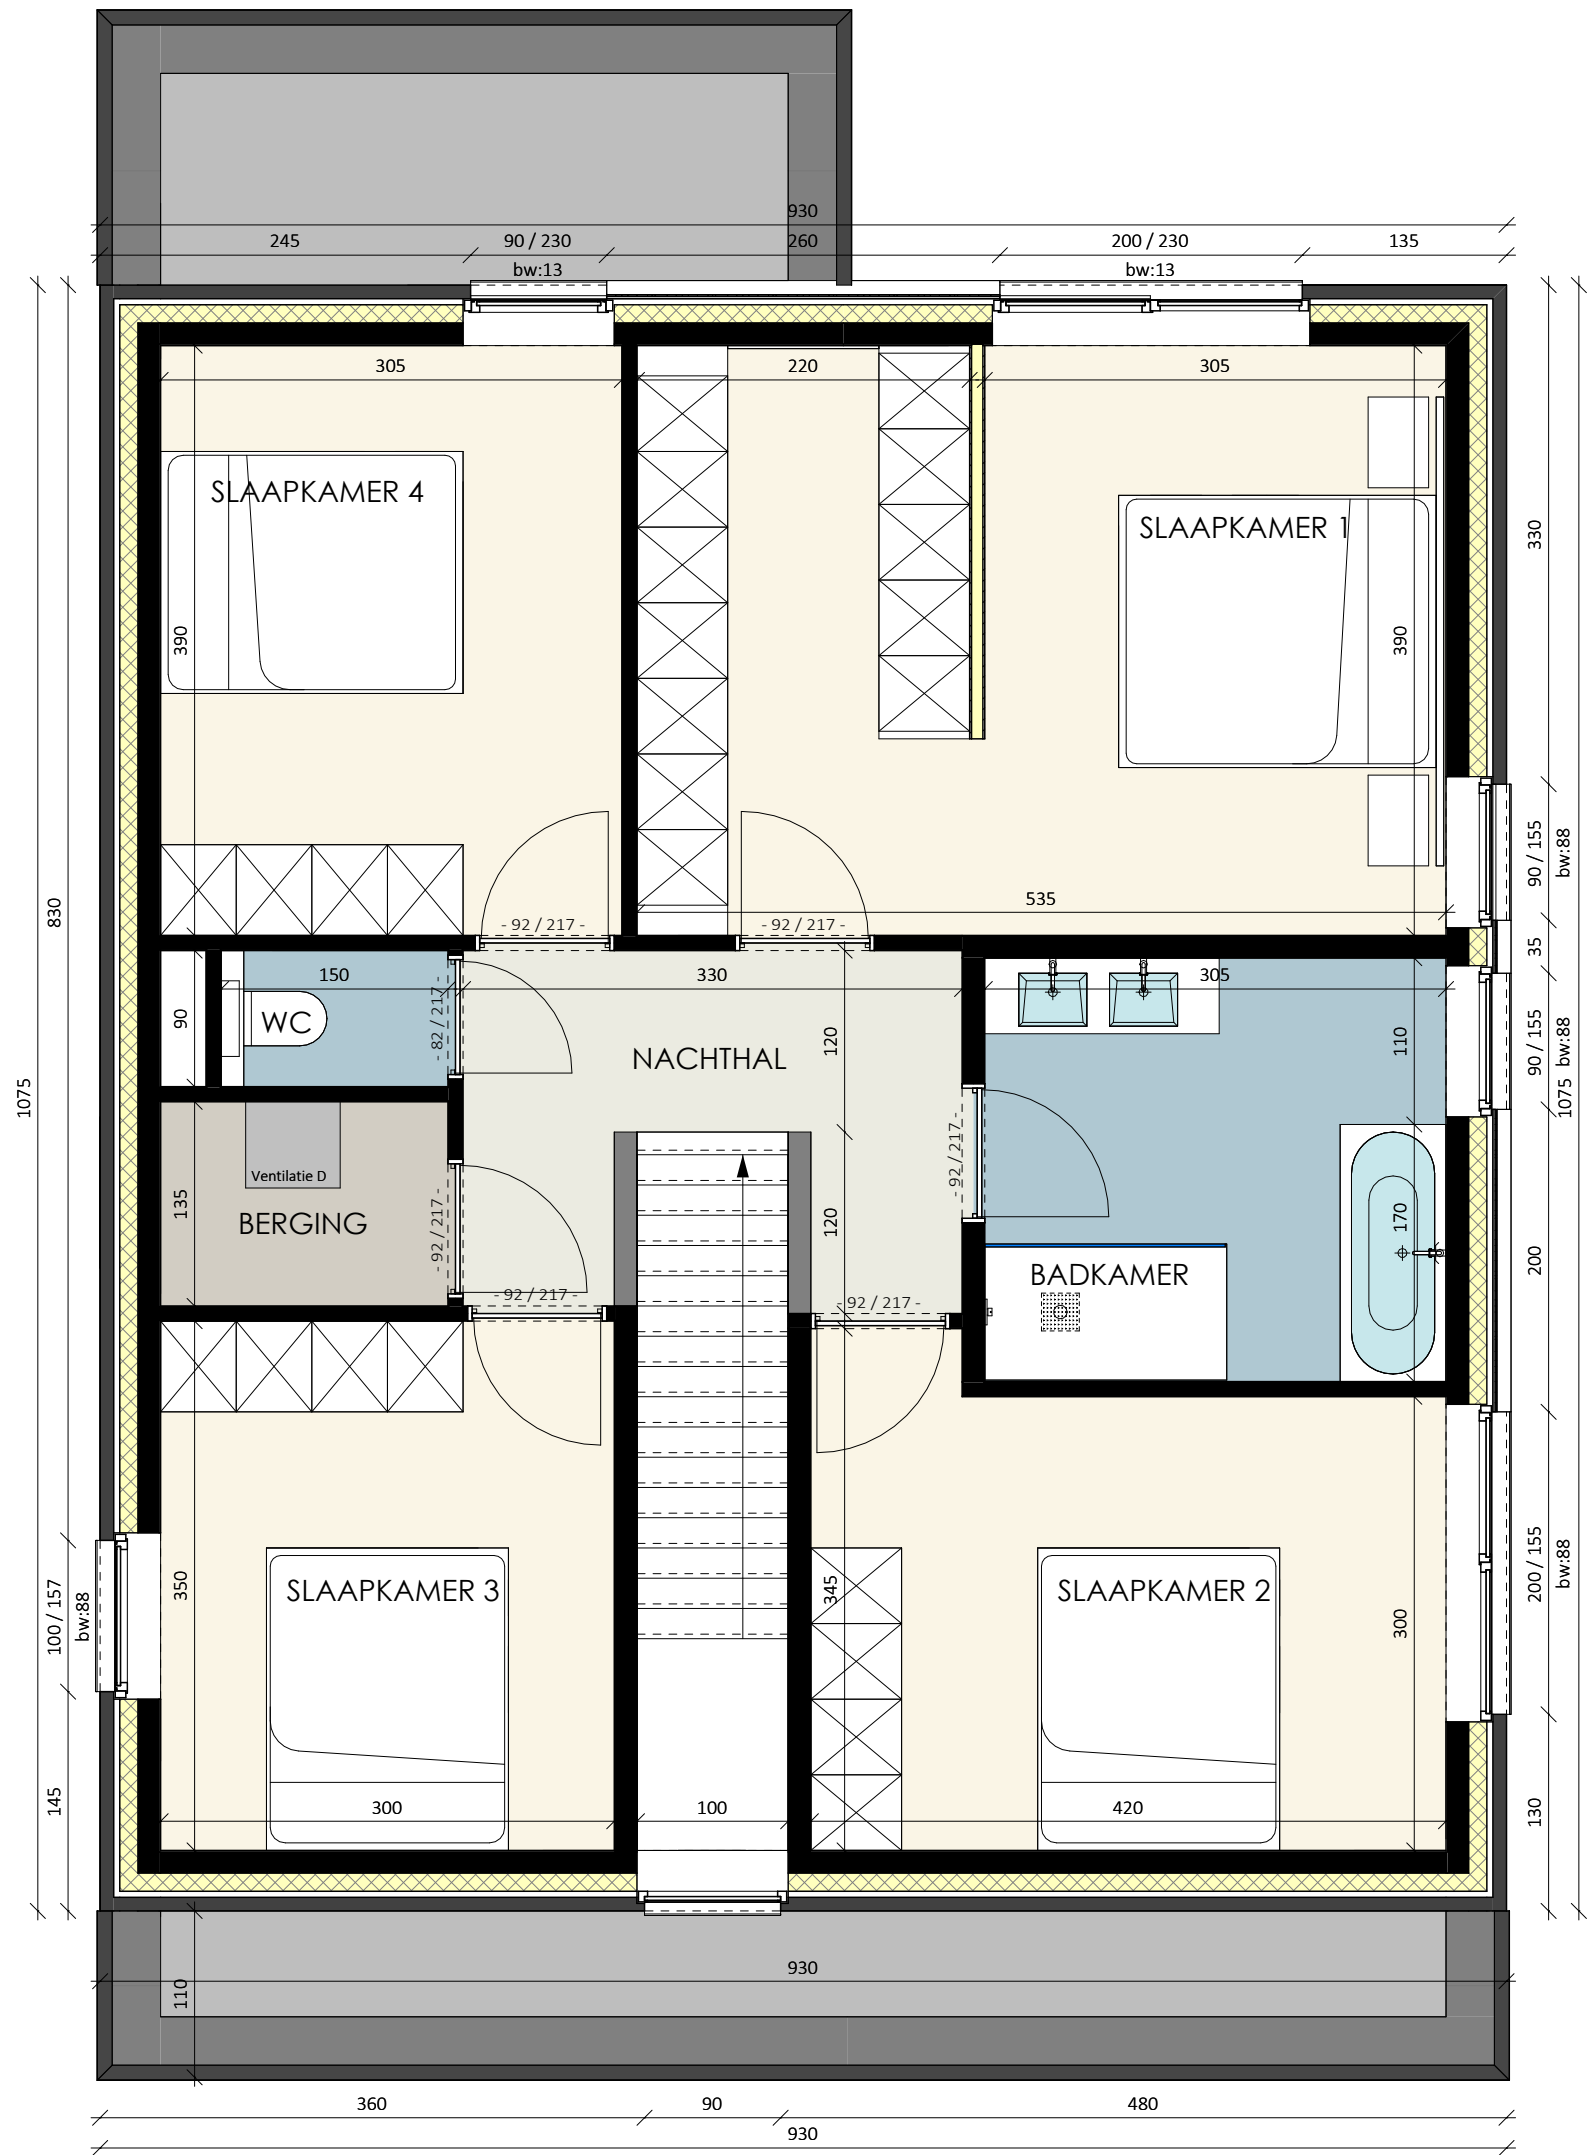 930
245
90 / 230
260
200 / 230
135
bw:13
bw:13
305
220
305
SLAAPKAMER 4
SLAAPKAMER 1
330
390
390
90 / 155
bw:88
830
535
- 92 / 217 -
- 92 / 217 -
35
150
330
305
90
WC
- 82 / 217 -
NACHTHAL
120
110
90 / 155
bw:88
1075
1075
Ventilatie D
135
BERGING
- 92 / 217 -
- 92 / 217 -
120
170
200
BADKAMER
- 92 / 217 -
- 92 / 217 -
350
SLAAPKAMER 3
345
SLAAPKAMER 2
300
200 / 155
bw:88
100 / 157
bw:88
145
300
100
420
130
930
110
360
90
480
930